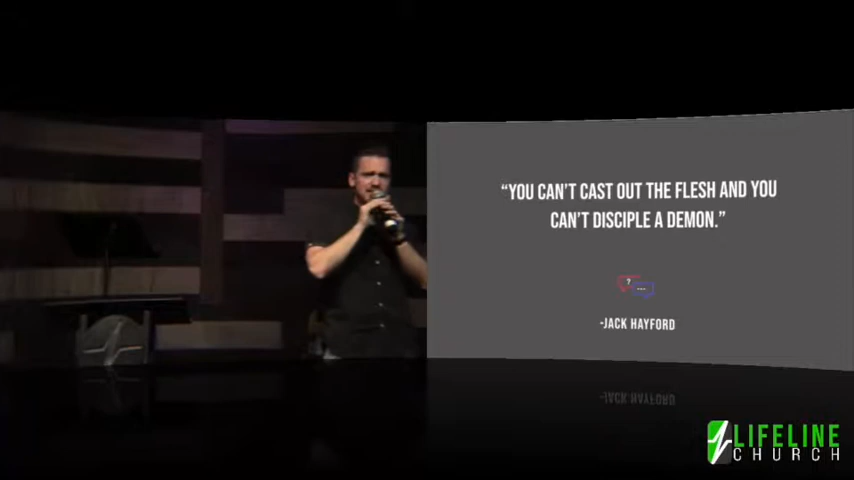 “YOU CAN’T CAST OUT THE FLESH AND YOU
CAN’T DISCIPLE A DEMON.”
?
...
-JACK HAYFORD
LIFELINE
CHURCH